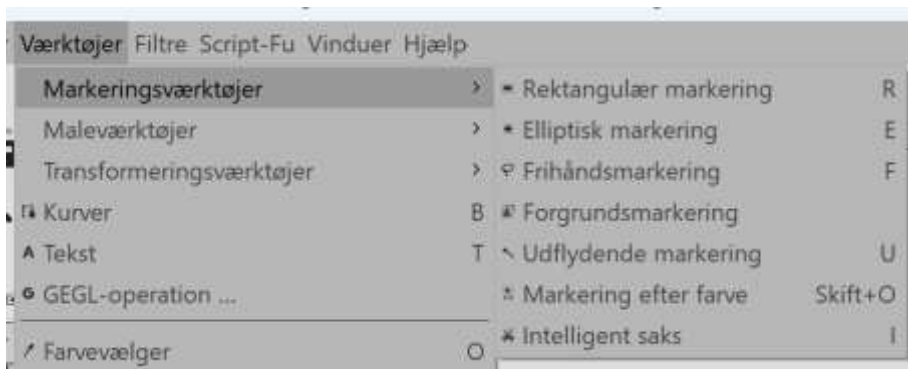 Værktøjer Filtre Script-Fu Vinduer Hjælp
Markeringsværktøjer
Maleværktøjer
Transformeringsværktøjer
Kurver B
Tekst T
GEGL-operation ...
Farvevælger O
Rektangulær markering R
Elliptisk markering E
Frihåndsmarkering F
Forgrundsmarkering
Udflydende markering U
Markering efter farve Skift+O
Intelligent saks I